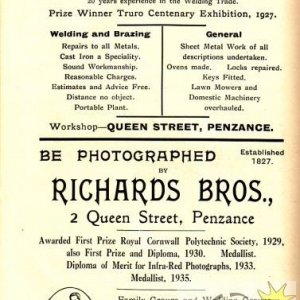 20 years experience in the Welding Trade.
Prize Winner Truro Centenary Exhibition, 1927.
Welding and Brazing
Repairs to all Metals.
Cast Iron a Speciality.
Sound Workmanship.
Reasonable Charges.
Estimates and Advice Free.
Distance no object.
Portable Plant.
General
Sheet Metal Work of all
descriptions undertaken.
Ovens made. Locks repaired.
Keys Fitted.
Lawn Mowers and
Domestic Machinery
overhauled.
Workshop—QUEEN STREET, PENZANCE.
BE PHOTOGRAPHED
Established
1827.
BY
RICHARDS BROS.,
2 Queen Street, Penzance
Awarded First Prize Royal Cornwall Polytechnic Society, 1929,
also First Prize and Diploma, 1930. Medallist.
Diploma of Merit for Infra-Red Photographs, 1933.
Medallist, 1935.
Family Groups and Wedding Groups